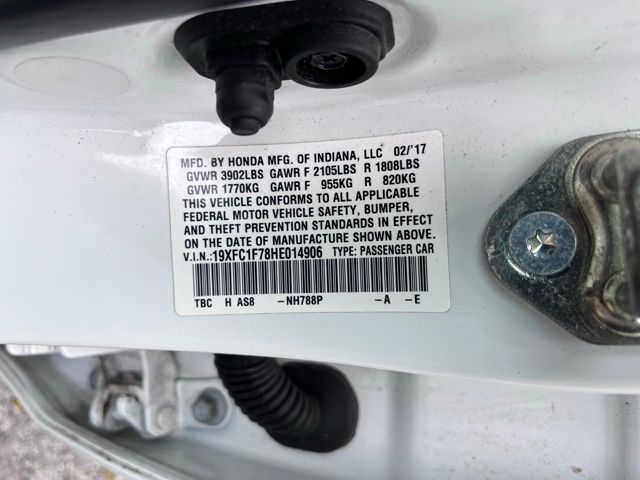 MFD. BY HONDA MFG. OF INDIANA, LLC 02/'17
GVWR 3902LBS GAWR F 2105LBS R 1808LBS
GVWR 1770KG GAWR F 955KG R 820KG
THIS VEHICLE CONFORMS TO ALL APPLICABLE
FEDERAL MOTOR VEHICLE SAFETY, BUMPER,
AND THEFT PREVENTION STANDARDS IN EFFECT
ON THE DATE OF MANUFACTURE SHOWN ABOVE.
V.I.N.: 19XFC1F78HE014906 TYPE: PASSENGER CAR
TBC H AS8 -NH788P -A -E